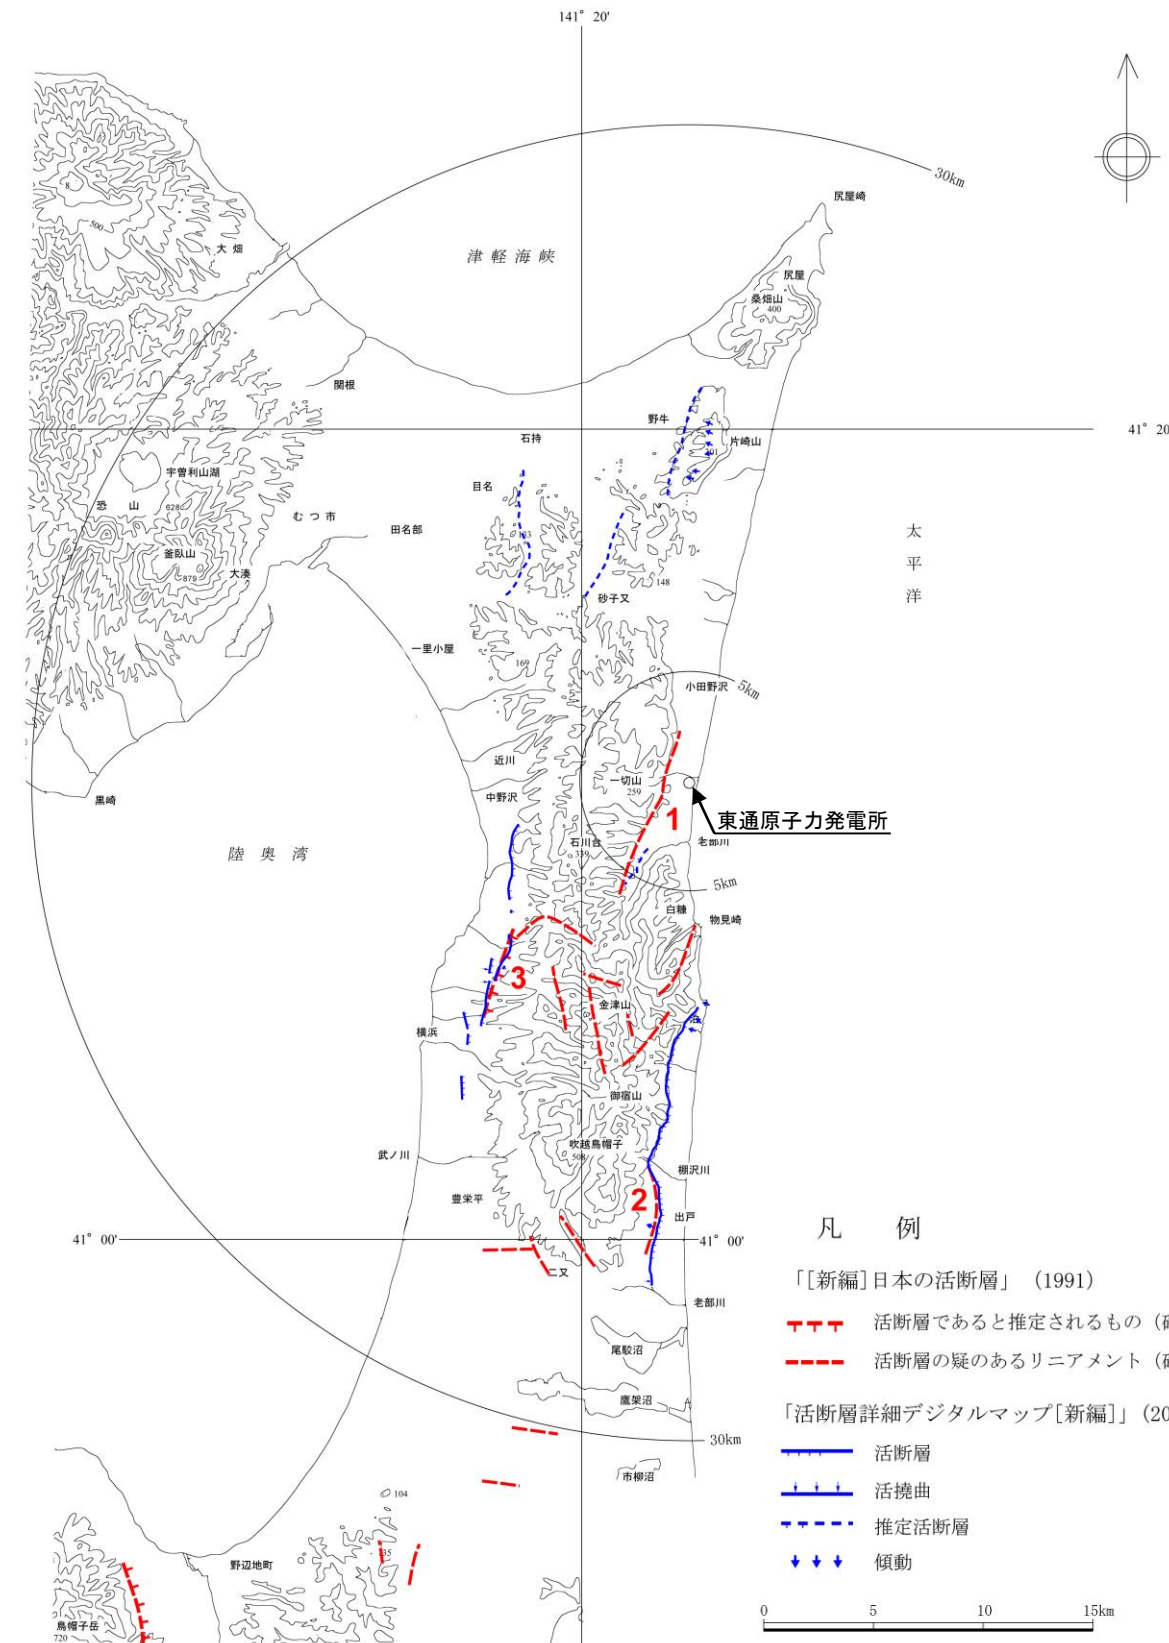 141° 20'
30km
尻屋崎
津軽海峡
大畑
8
500
尻屋
桑畑山
400
関根
野牛
石持
片崎山
41° 20
宇曽利山湖
目名
恐山
628
むつ市
田名部
太平洋
釜臥山
879
大湊
148
砂子又
一里小屋
169
小田野沢
5km
近川
一切山
259
中野沢
黒崎
1
東通原子力発電所
石川台
339
老部川
陸奥湾
5km
白糠
物見崎
3
金津山
横浜
御宿山
吹越烏帽子
508
武ノ川
棚沢川
豊栄平
2
出戸
41° 00'
41° 00'
二又
老部川
尾駮沼
鷹架沼
30km
市柳沼
104
野辺地町
烏帽子岳
720
凡例
「[新編]日本の活断層」（1991）
活断層であると推定されるもの（
活断層の疑のあるリニアメント（
「活断層詳細デジタルマップ[新編]」(20
活断層
活撓曲
推定活断層
傾動
0 5 10 15km